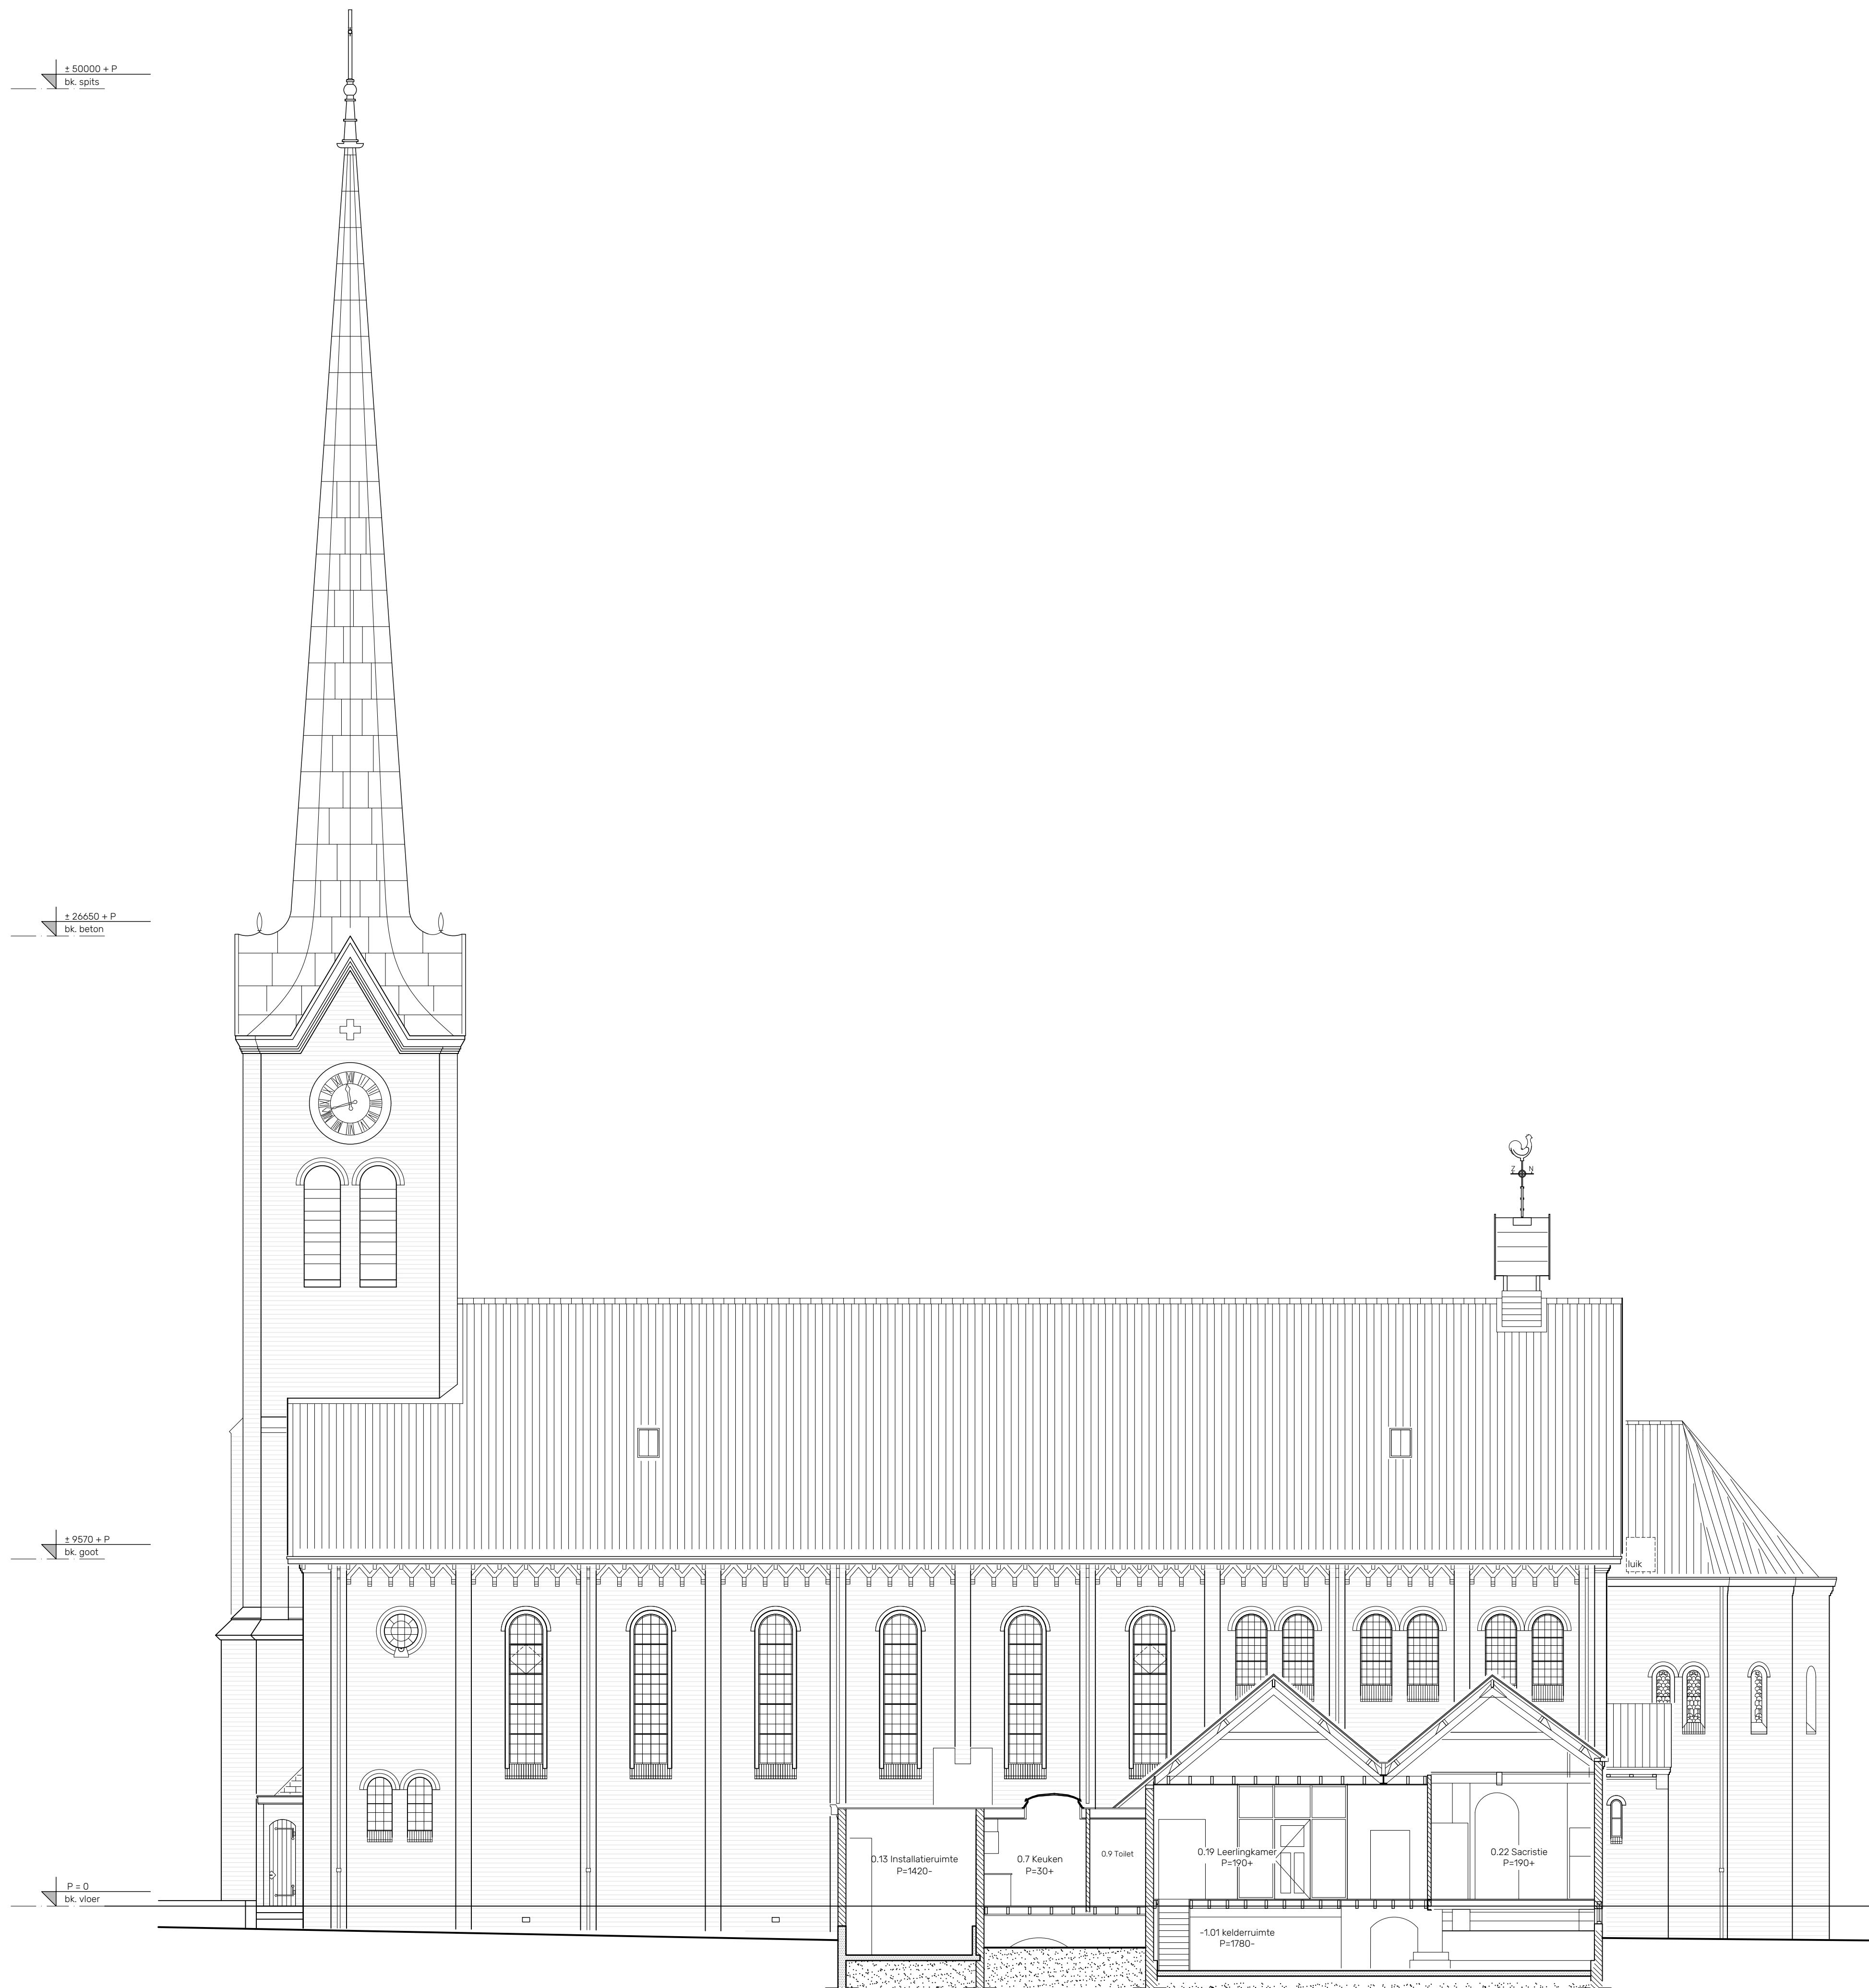 ± 50000 + P
bk. spits
± 26650 + P
bk. beton
Z N
± 9570 + P
bk. goot
luik
0.13 Installatieruimte
P=1420-
0.7 Keuken
P=30+
0.9 Toilet
0.19 Leerlingkamer
P=190+
0.22 Sacristie
P=190+
P = 0
bk. vloer
-1.01 kelderruimte
P=1780-